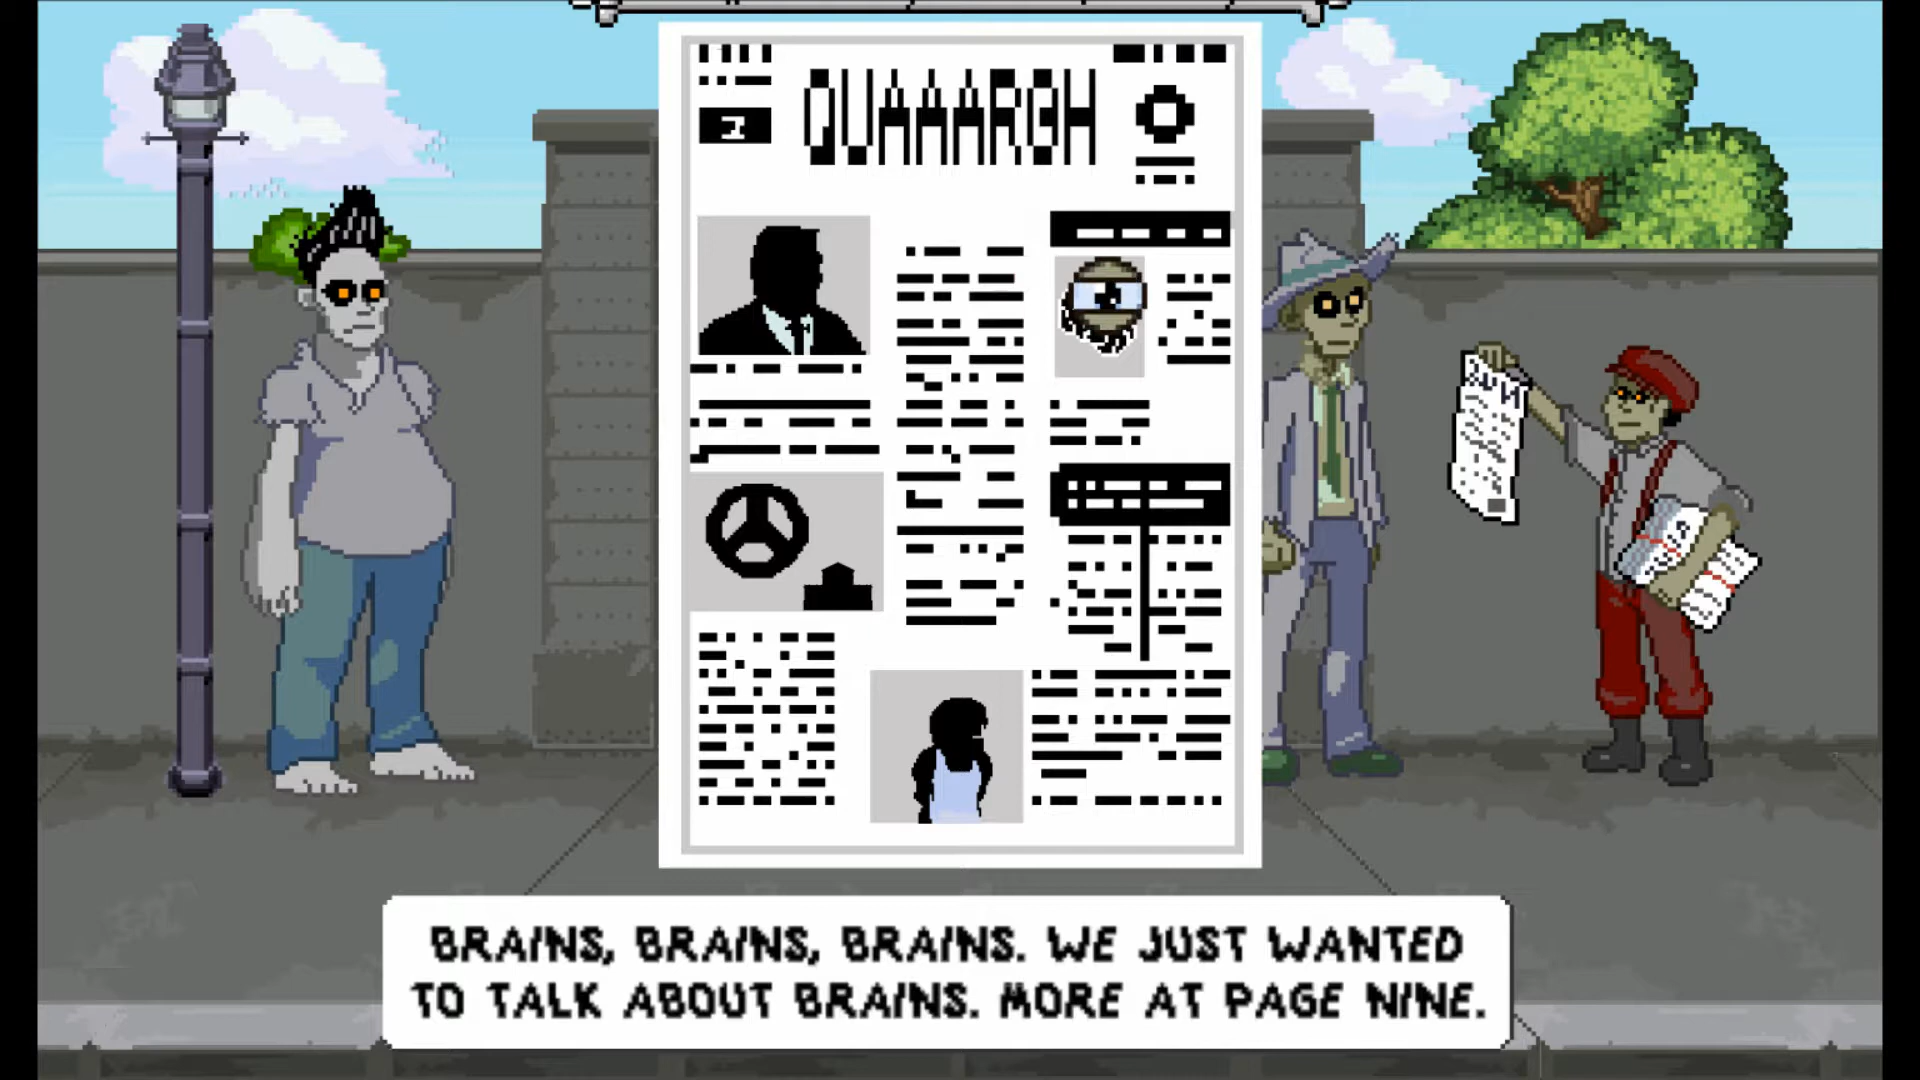 QUAAARGH
BRAINS, BRAINS, BRAINS. WE JUST WANTED
TO TALK ABOUT BRAINS. MORE AT PAGE NINE.